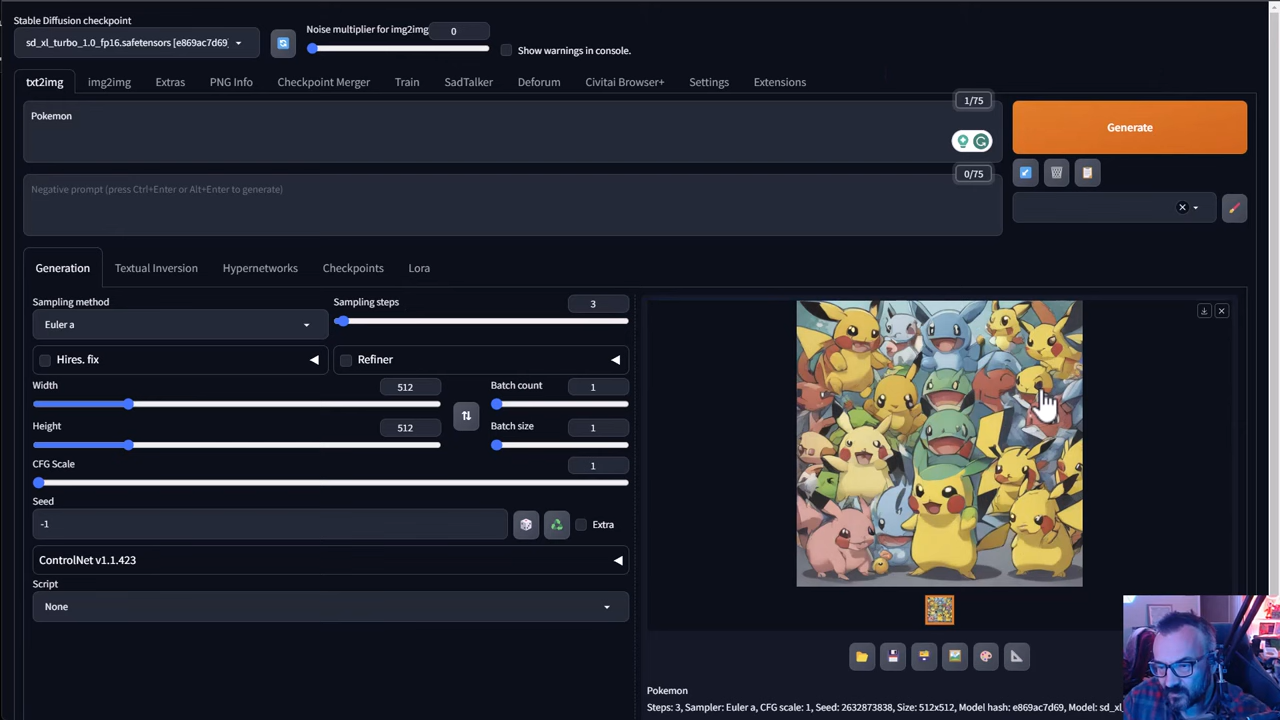 Stable Diffusion checkpoint
sd_xl_turbo_1.0_fp16.safetensors [e869ac7d69]
Noise multiplier for img2img
0
Show warnings in console.
txt2img
img2img
Extras
PNG Info
Checkpoint Merger
Train
SadTalker
Deforum
Civitai Browser+
Settings
Extensions
Pokemon
1/75
Generate
Negative prompt (press Ctrl+Enter or Alt+Enter to generate)
0/75
Generation
Textual Inversion
Hypernetworks
Checkpoints
Lora
Sampling method
Euler a
Sampling steps
3
Hires. fix
Refiner
Width
512
Batch count
1
Height
512
Batch size
1
CFG Scale
1
Seed
-1
Extra
ControlNet v1.1.423
Script
None
Pokemon
Steps: 3, Sampler: Euler a, CFG scale: 1, Seed: 2632873838, Size: 512x512, Model hash: e869ac7d69, Model: sd_xl